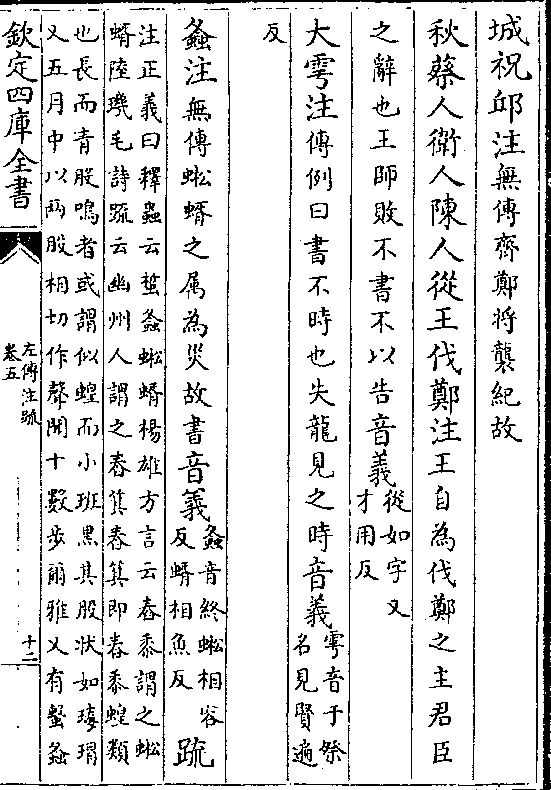 城祝邱注無傳齊鄭將襲紀故
秋蔡人衛人陳人從王伐鄭注王自為伐鄭之主君臣
之辭也王師敗不書不以告音義從如字又
才用反
大雩注傳例曰書不時也失龍見之時音義雩音于祭
名見賢遍
反
螽注無傳蜙蝑之属為災故書音義螽音終蜙相容
反蝑相魚反
疏
注正義曰釋蟲云蜇螽蜙蝑楊雄方言云舂黍謂之蜙
蝑陸璣毛詩疏云幽州人謂之舂箕舂箕即舂黍蝗類
也長而青股鳴者或謂似蝗而小班黒其股状如瑇瑁
又五月中以兩股相切作聲聞十數步爾雅又有螿螽
欽定四庫全書
左傳注疏
卷五
十二